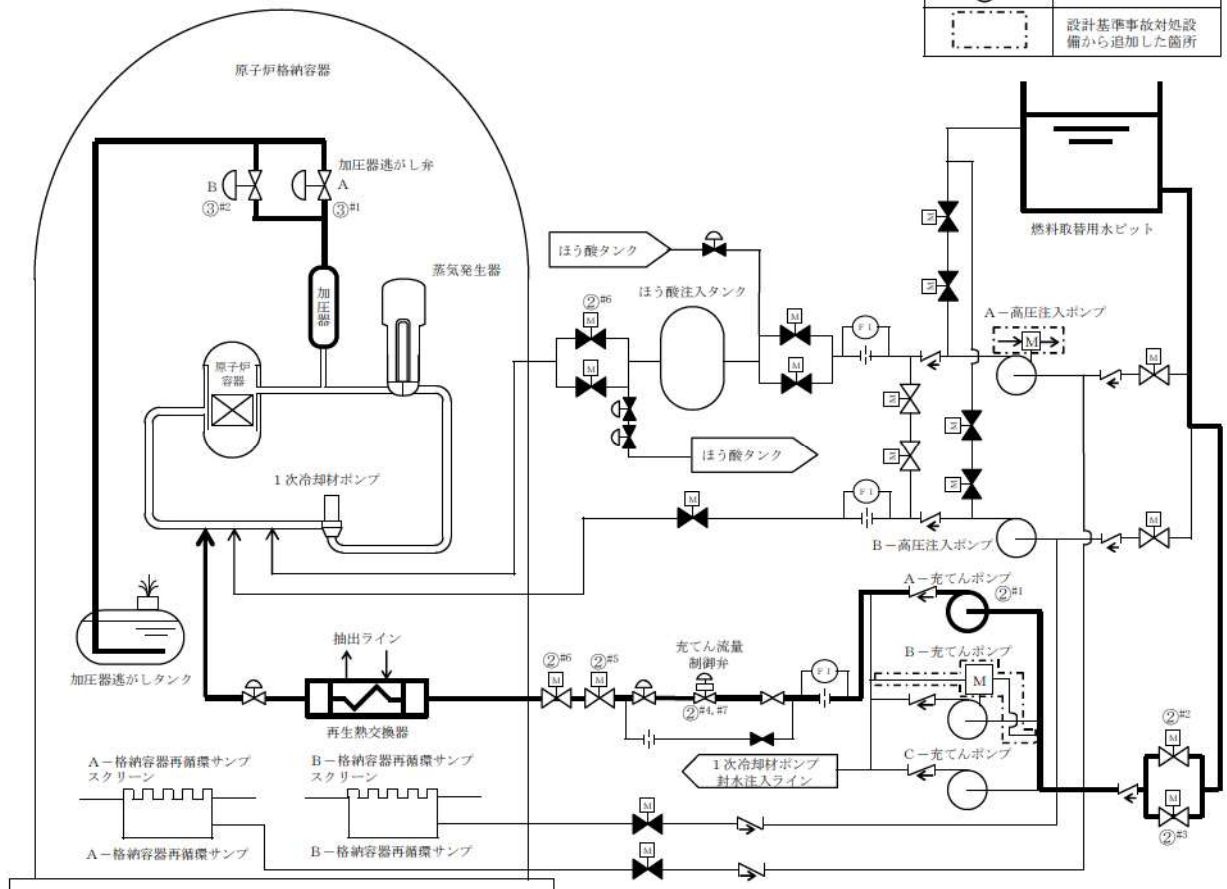 設計基準事故対処設
備から追加した箇所
原子炉格納容器
加圧器逃がし弁
B
A
③#2
③#1
燃料取替用水ピット
ほう酸タンク
蒸気発生器
加
圧
器
②#6
ほう酸注入タンク
M
M
M
M
M
M
FI
A-高圧注入ポンプ
M
M
原子炉
容器
M
M
M
M
ほう酸タンク
1次冷却材ポンプ
M
FI
M
B-高圧注入ポンプ
A-充てんポンプ
②#1
抽出ライン
②#6
②#5
充てん流量
制御弁
FI
B-充てんポンプ
M
加圧器逃がしタンク
M
M
②#4,#7
②#2
M
再生熱交換器
A-格納容器再循環サンプ
スクリーン
B-格納容器再循環サンプ
スクリーン
1次冷却材ポンプ
封水注入ライン
C-充てんポンプ
M
②#3
M
A-格納容器再循環サンプ
B-格納容器再循環サンプ
M